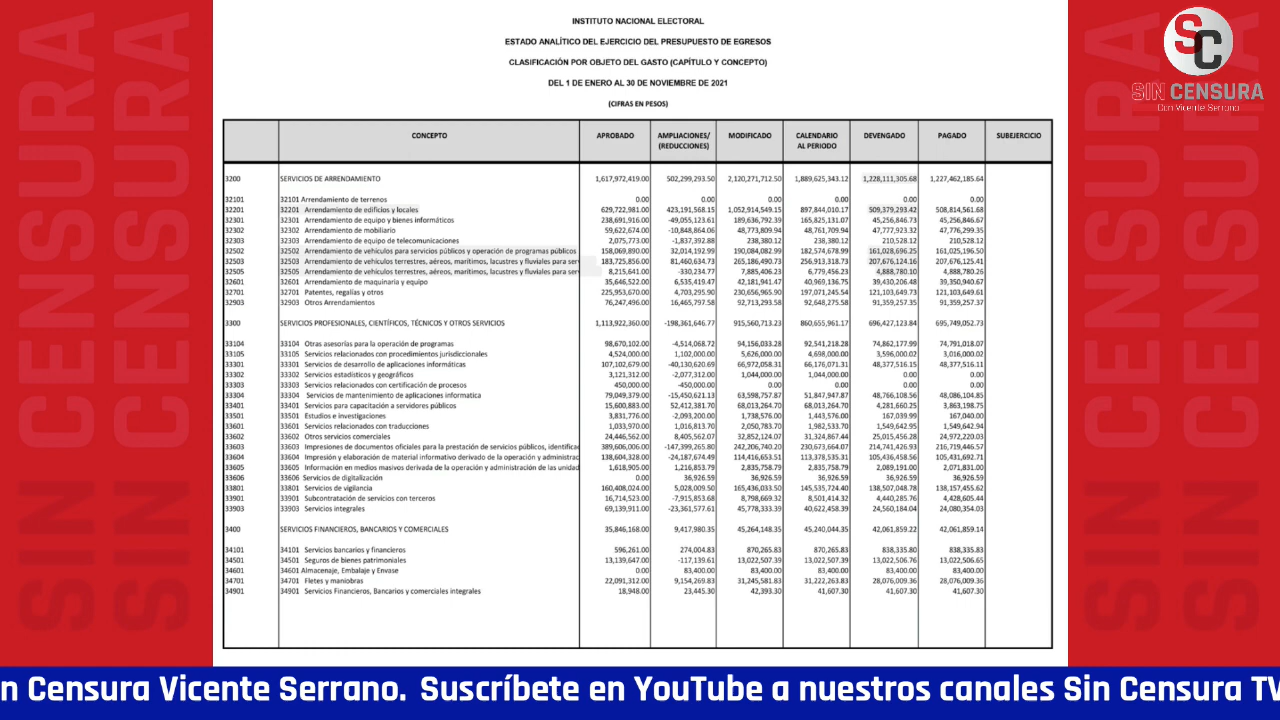 INSTITUTO NACIONAL ELECTORAL
ESTADO ANALÍTICO DEL EJERCICIO DEL PRESUPUESTO DE EGRESOS
CLASIFICACIÓN POR OBJETO DEL GASTO (CAPÍTULO Y CONCEPTO)
DEL 1 DE ENERO AL 30 DE NOVIEMBRE DE 2021
(CIFRAS EN PESOS)
SC
SIN CENSURA
Con Vicente Serrano
CONCEPTO APROBADO AMPLIACIONES/ (REDUCCIONES) MODIFICADO CALENDARIO AL PERIODO DEVENGADO PAGADO SUBEJERCICIO
3200 SERVICIOS DE ARRENDAMIENTO 1,617,972,419.00 502,299,293.50 2,120,271,712.50 1,889,625,343.12 1,228,111,305.68 1,227,462,185.64
32101 32101 Arrendamiento de terrenos 0.00 0.00 0.00 0.00 0.00 0.00
32201 32201 Arrendamiento de edificios y locales 629,722,981.00 423,191,568.15 1,052,914,549.15 897,844,010.17 509,379,293.42 508,814,561.68
32301 32301 Arrendamiento de equipo y bienes informáticos 238,691,916.00 -49,055,123.61 189,636,792.39 165,825,131.07 45,256,846.73 45,256,846.67
32302 32302 Arrendamiento de mobiliario 59,622,674.00 -10,848,864.06 48,773,809.94 48,761,709.94 47,777,923.32 47,776,299.35
32303 32303 Arrendamiento de equipo de telecomunicaciones 2,075,773.00 -1,837,392.88 238,380.12 238,380.12 210,528.12 210,528.12
32502 32502 Arrendamiento de vehículos para servicios públicos y operación de programas públicos 158,069,890.00 32,014,192.99 190,084,082.99 182,574,678.99 161,028,696.25 161,025,196.50
32503 32503 Arrendamiento de vehículos terrestres, aéreos, marítimos, lacustres y fluviales para ser 183,725,856.00 81,460,634.73 265,186,490.73 256,913,318.73 207,676,124.16 207,676,125.41
32505 32505 Arrendamiento de vehículos terrestres, aéreos, marítimos, lacustres y fluviales para ser 8,215,641.00 -330,234.77 7,885,406.23 6,779,456.23 4,888,780.10 4,888,780.26
32601 32601 Arrendamiento de maquinaria y equipo 35,646,522.00 6,535,419.47 42,181,941.47 40,969,136.75 39,430,206.48 39,350,940.67
32701 32701 Patentes, regalías y otros 225,953,670.00 4,703,295.90 230,656,965.90 197,071,245.54 121,103,649.73 121,103,649.61
32903 32903 Otros Arrendamientos 76,247,496.00 16,465,797.58 92,713,293.58 92,648,275.58 91,359,257.35 91,359,257.37
3300 SERVICIOS PROFESIONALES, CIENTÍFICOS, TÉCNICOS Y OTROS SERVICIOS 1,113,922,360.00 -198,361,646.77 915,560,713.23 860,655,961.17 696,427,123.84 695,749,052.73
33104 33104 Otras asesorías para la operación de programas 98,670,102.00 -4,514,068.72 94,156,033.28 92,541,218.28 74,862,177.99 74,791,018.07
33105 33105 Servicios relacionados con procedimientos jurisdiccionales 4,524,000.00 1,102,000.00 5,626,000.00 4,698,000.00 3,596,000.02 3,016,000.02
33301 33301 Servicios de desarrollo de aplicaciones informáticas 107,102,679.00 -40,130,620.69 66,972,058.31 66,176,071.31 48,377,516.15 48,377,516.11
33302 33302 Servicios estadísticos y geográficos 3,121,312.00 -2,077,312.00 1,044,000.00 1,044,000.00 0.00 0.00
33303 33303 Servicios relacionados con certificación de procesos 450,000.00 -450,000.00 0.00 0.00 0.00 0.00
33304 33304 Servicios de mantenimiento de aplicaciones informatica 79,049,379.00 -15,450,621.13 63,598,757.87 51,847,947.87 48,766,108.56 48,086,104.85
33401 33401 Servicios para capacitación a servidores públicos 15,600,883.00 52,412,381.70 68,013,264.70 68,013,264.70 4,281,660.25 3,863,198.75
33501 33501 Estudios e investigaciones 3,831,776.00 -2,093,200.00 1,738,576.00 1,443,576.00 167,039.99 167,040.00
33601 33601 Servicios relacionados con traducciones 1,033,970.00 1,016,813.70 2,050,783.70 1,982,533.70 1,549,642.95 1,549,642.94
33602 33602 Otros servicios comerciales 24,446,562.00 8,405,562.07 32,852,124.07 31,324,867.44 25,015,456.28 24,972,220.03
33603 33603 Impresiones de documentos oficiales para la prestación de servicios públicos, identifica 389,606,006.00 -147,399,265.80 242,206,740.20 230,673,664.07 214,741,426.93 216,719,446.57
33604 33604 Impresión y elaboración de material informativo derivado de la operación y administrac 138,604,328.00 -24,187,674.49 114,416,653.51 113,378,535.31 105,436,458.56 105,431,692.71
33605 33605 Información en medios masivos derivada de la operación y administración de las unidad 1,618,905.00 1,216,853.79 2,835,758.79 2,835,758.79 2,089,191.00 2,071,831.00
33606 33606 Servicios de digitalización 0.00 36,926.59 36,926.59 36,926.59 36,926.59 36,926.59
33801 33801 Servicios de vigilancia 160,408,024.00 5,028,009.50 165,436,033.50 145,535,724.40 138,507,048.78 138,157,455.62
33901 33901 Subcontratación de servicios con terceros 16,714,523.00 -7,915,853.68 8,798,669.32 8,501,414.32 4,440,285.76 4,428,605.44
33903 33903 Servicios integrales 69,139,911.00 -23,361,577.61 45,778,333.39 40,622,458.39 24,560,184.04 24,080,354.03
3400 SERVICIOS FINANCIEROS, BANCARIOS Y COMERCIALES 35,846,168.00 9,417,980.35 45,264,148.35 45,240,044.35 42,061,859.22 42,061,859.14
34101 34101 Servicios bancarios y financieros 596,261.00 274,004.83 870,265.83 870,265.83 838,335.80 838,335.83
34501 34501 Seguros de bienes patrimoniales 13,139,647.00 -117,139.61 13,022,507.39 13,022,507.39 13,022,506.76 13,022,506.65
34601 34601 Almacenaje, Embalaje y Envase 0.00 83,400.00 83,400.00 83,400.00 83,400.00 83,400.00
34701 34701 Fletes y maniobras 22,091,312.00 9,154,269.83 31,245,581.83 31,222,263.83 28,076,009.36 28,076,009.36
34901 34901 Servicios Financieros, Bancarios y comerciales integrales 18,948.00 23,445.30 42,393.30 41,607.30 41,607.30 41,607.30
SIN CENSURA
SIN CENSURA
SIN CENSURA
SIN CENSURA
n Censura Vicente Serrano. Suscríbete en YouTube a nuestros canales Sin Censura TV